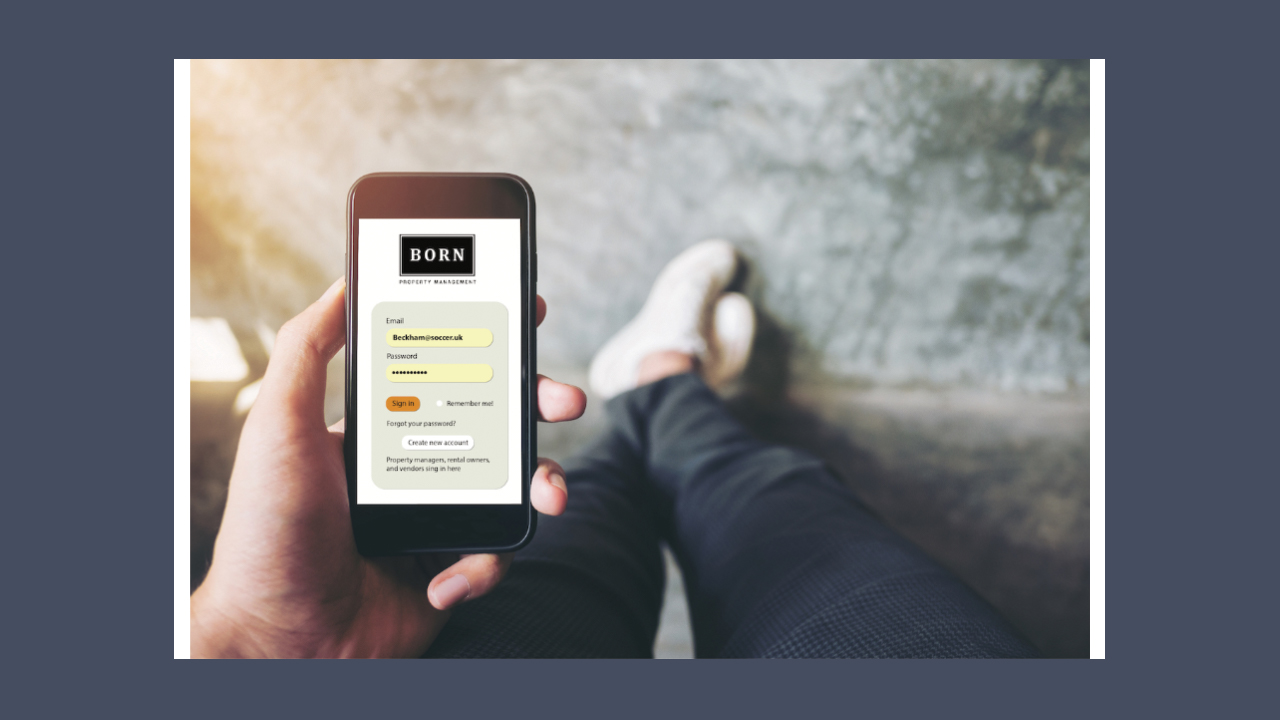 BORN
PROPERTY MANAGEMENT
Email
Beckham@soccer.uk
Password
••••••••••
Sign in
Remember me!
Forgot your password?
Create new account
Property managers, rental owners,
and vendors sing in here